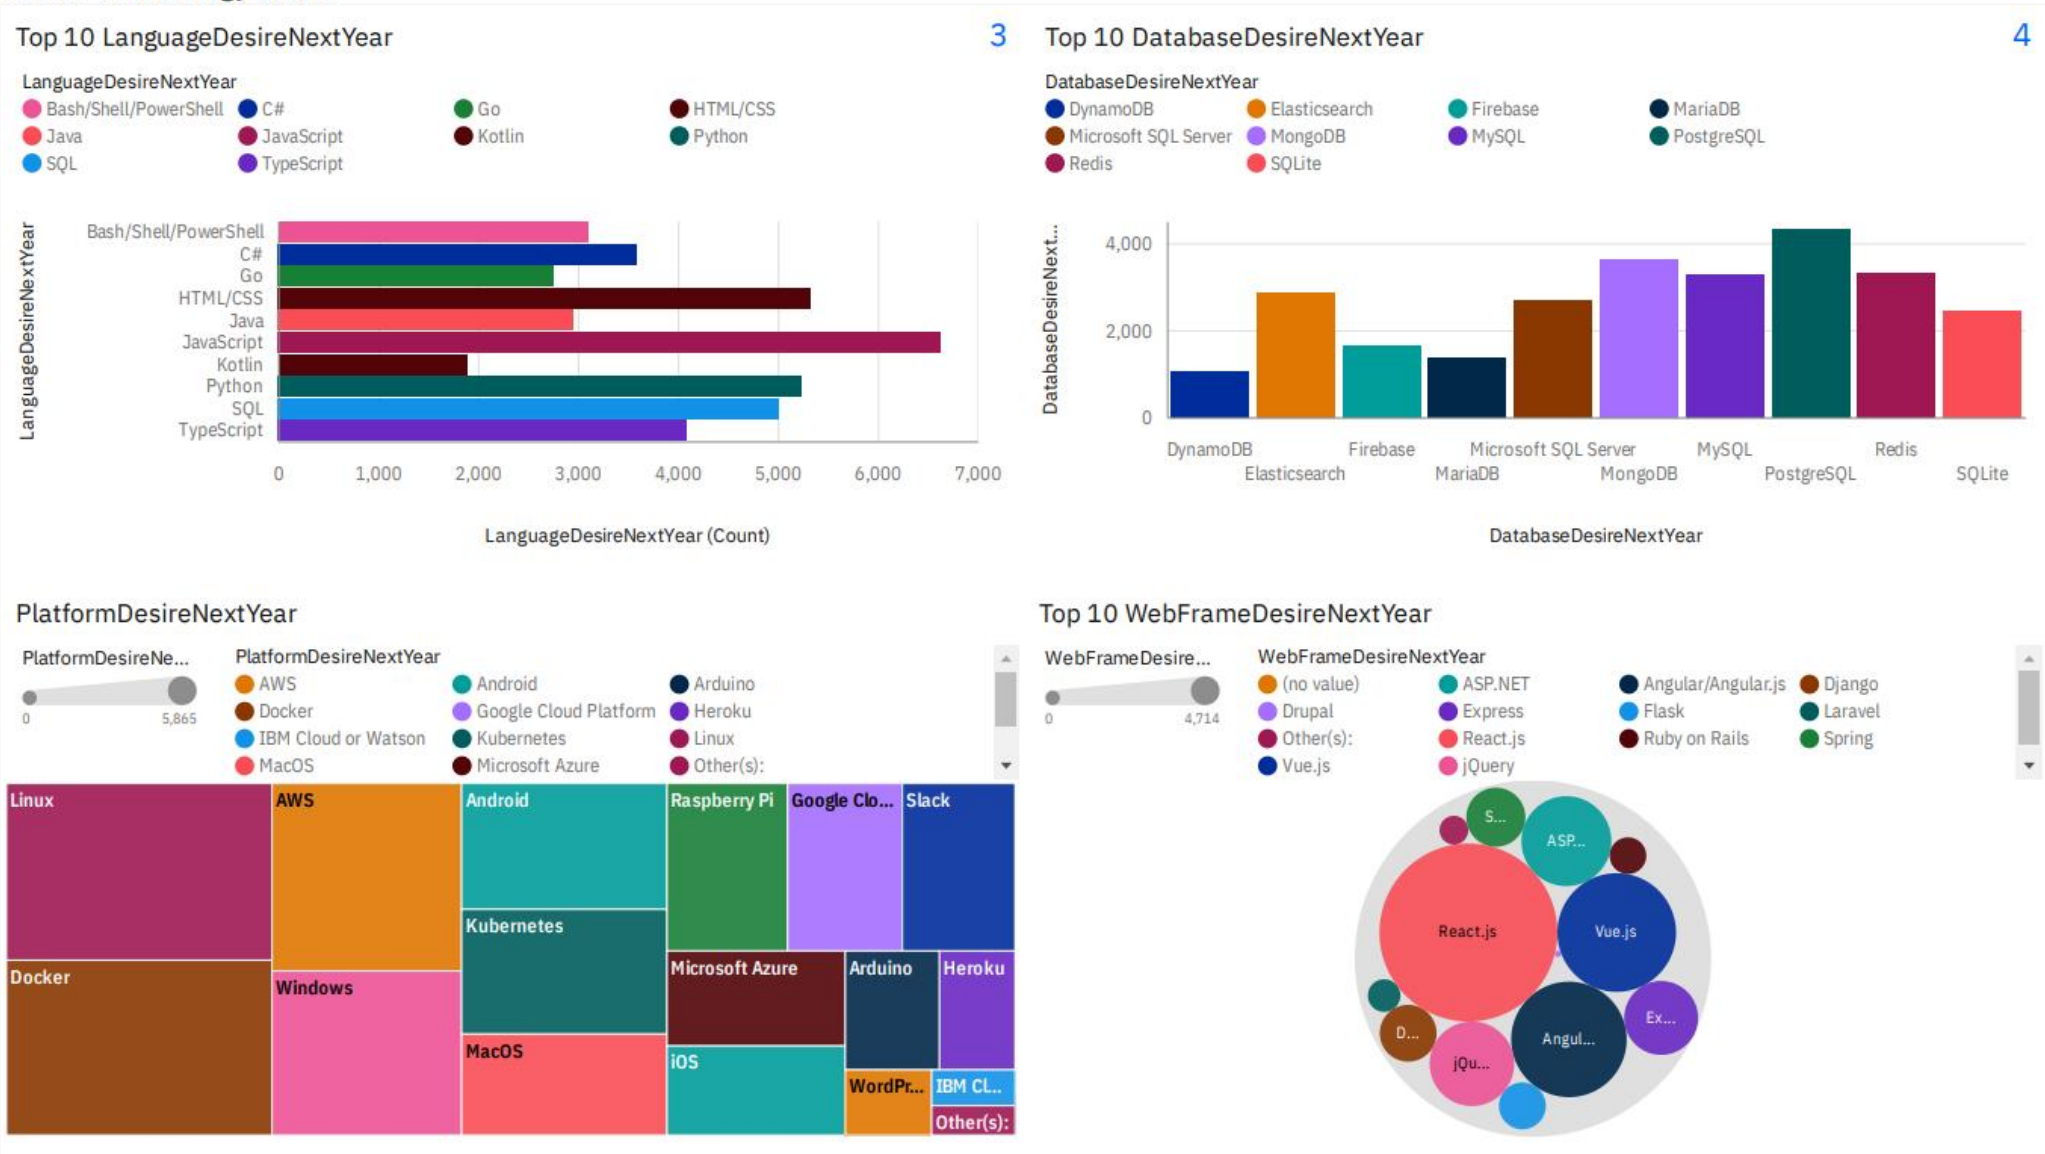 Top 10 LanguageDesireNextYear 3
LanguageDesireNextYear
Bash/Shell/PowerShell C# Go HTML/CSS
Java JavaScript Kotlin Python
SQL TypeScript
LanguageDesireNextYear
Bash/Shell/PowerShell
C#
Go
HTML/CSS
Java
JavaScript
Kotlin
Python
SQL
TypeScript
0 1,000 2,000 3,000 4,000 5,000 6,000 7,000
LanguageDesireNextYear (Count)
Top 10 DatabaseDesireNextYear 4
DatabaseDesireNextYear
DynamoDB Elasticsearch Firebase MariaDB
Microsoft SQL Server MongoDB MySQL PostgreSQL
Redis SQLite
DatabaseDesireNext...
4,000
2,000
0
DynamoDB Firebase Microsoft SQL Server MySQL Redis
Elasticsearch MariaDB MongoDB PostgreSQL SQLite
DatabaseDesireNextYear
PlatformDesireNextYear
PlatformDesireNe...
0 5,865
PlatformDesireNextYear
AWS Android Arduino
Docker Google Cloud Platform Heroku
IBM Cloud or Watson Kubernetes Linux
MacOS Microsoft Azure Other(s):
Linux AWS Android Raspberry Pi Google Clo... Slack
Kubernetes
Docker Windows Microsoft Azure Arduino Heroku
MacOS iOS
WordPr... IBM Cl...
Other(s):
Top 10 WebFrameDesireNextYear
WebFrameDesire...
0 4,714
WebFrameDesireNextYear
(no value) ASP.NET Angular/Angular.js Django
Drupal Express Flask Laravel
Other(s): React.js Ruby on Rails Spring
Vue.js jQuery
S...
ASP...
React.js Vue.js
Ex...
D...
Angul...
jQu...